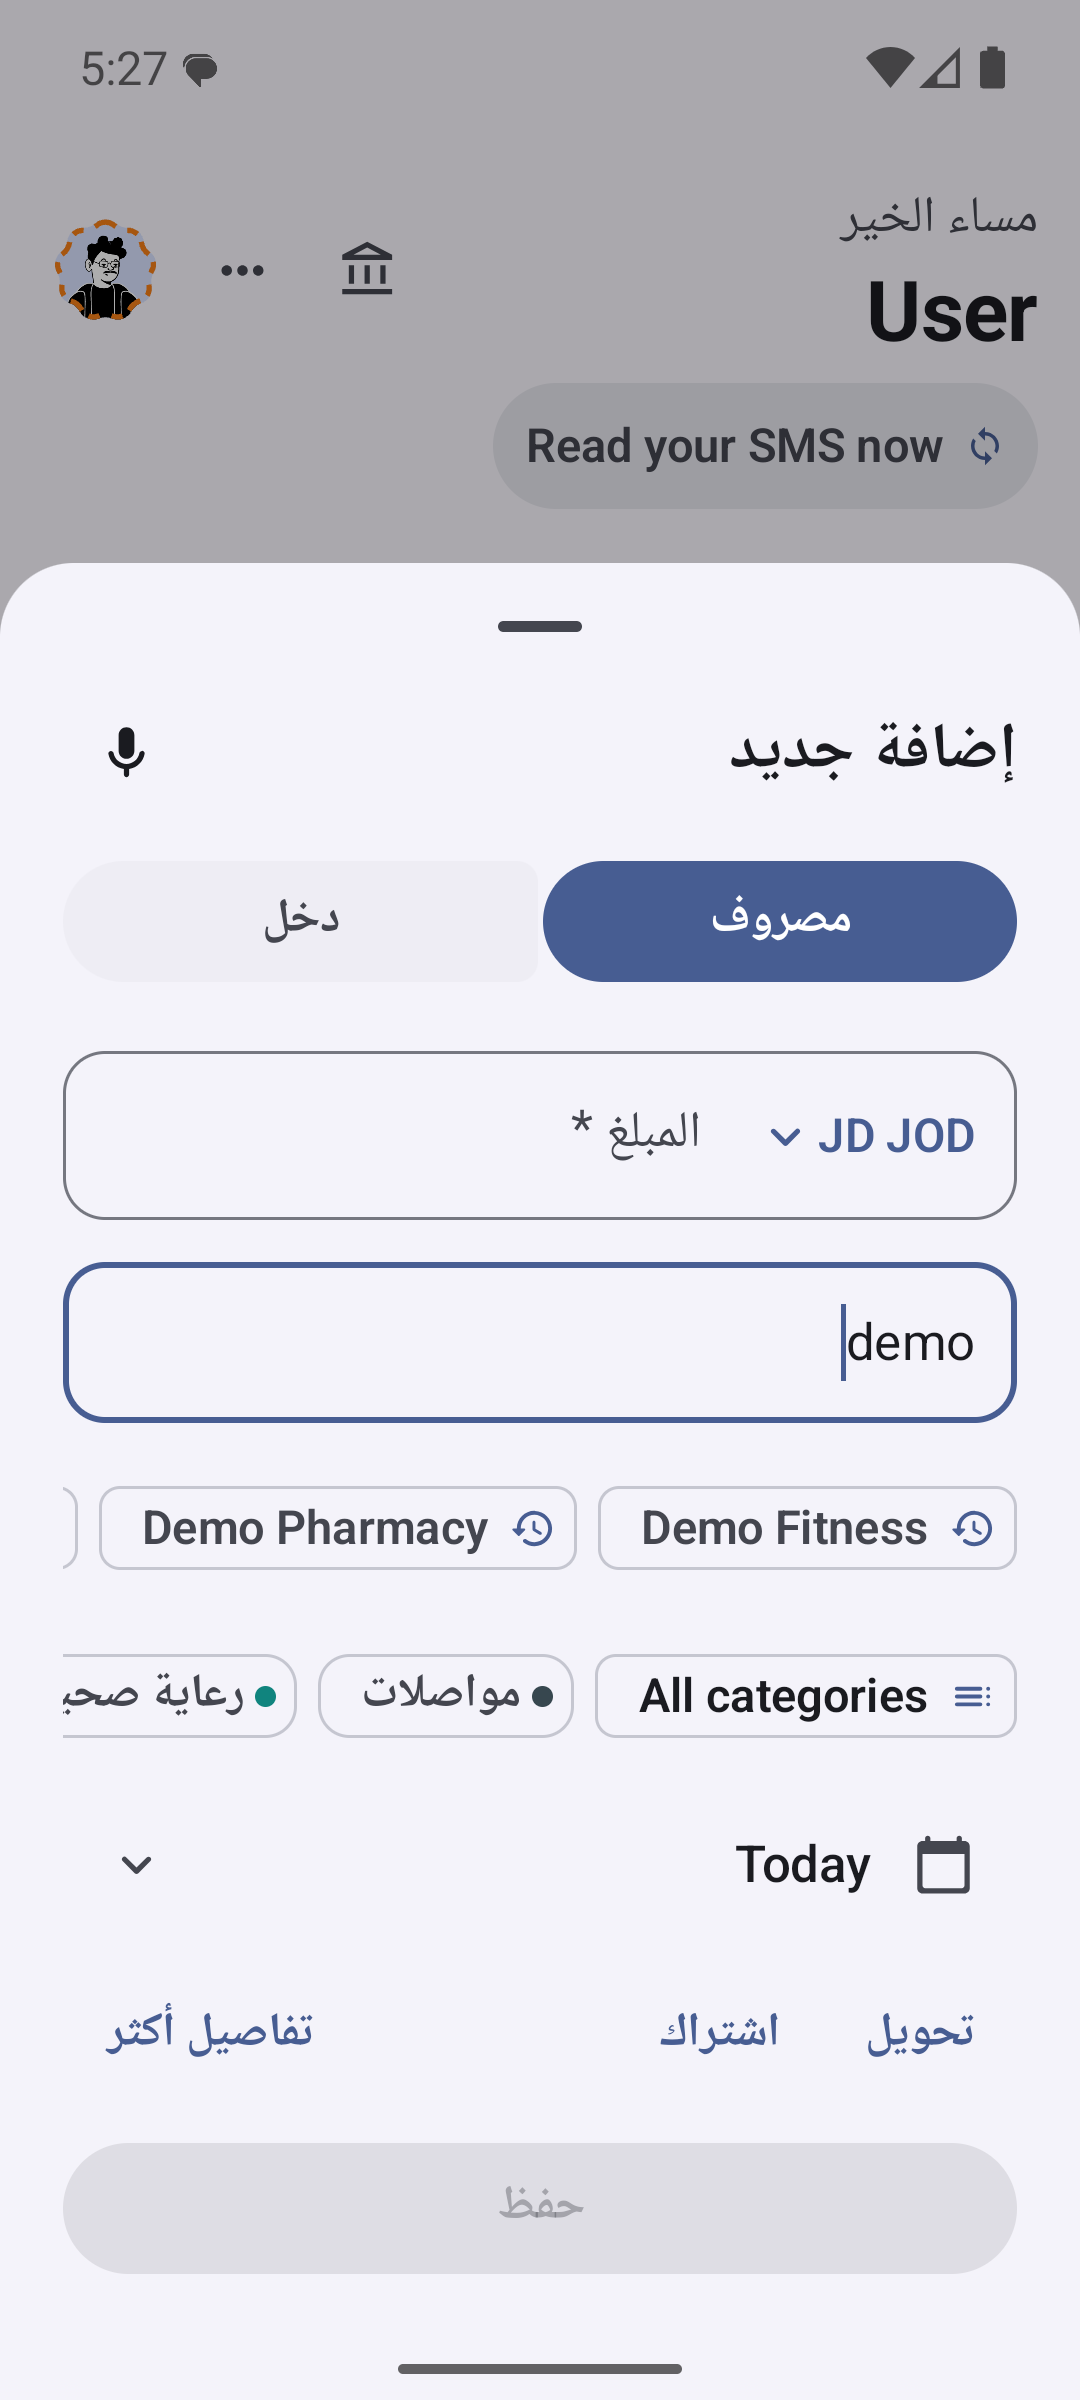 5:27
مساء الخير
User
Read your SMS now
إضافة جديد
مصروف
دخل
JD JOD
المبلغ *
demo
Demo Fitness
Demo Pharmacy
All categories
مواصلات
رعاية صحي
Today
تحويل
اشتراك
تفاصيل أكثر
حفظ